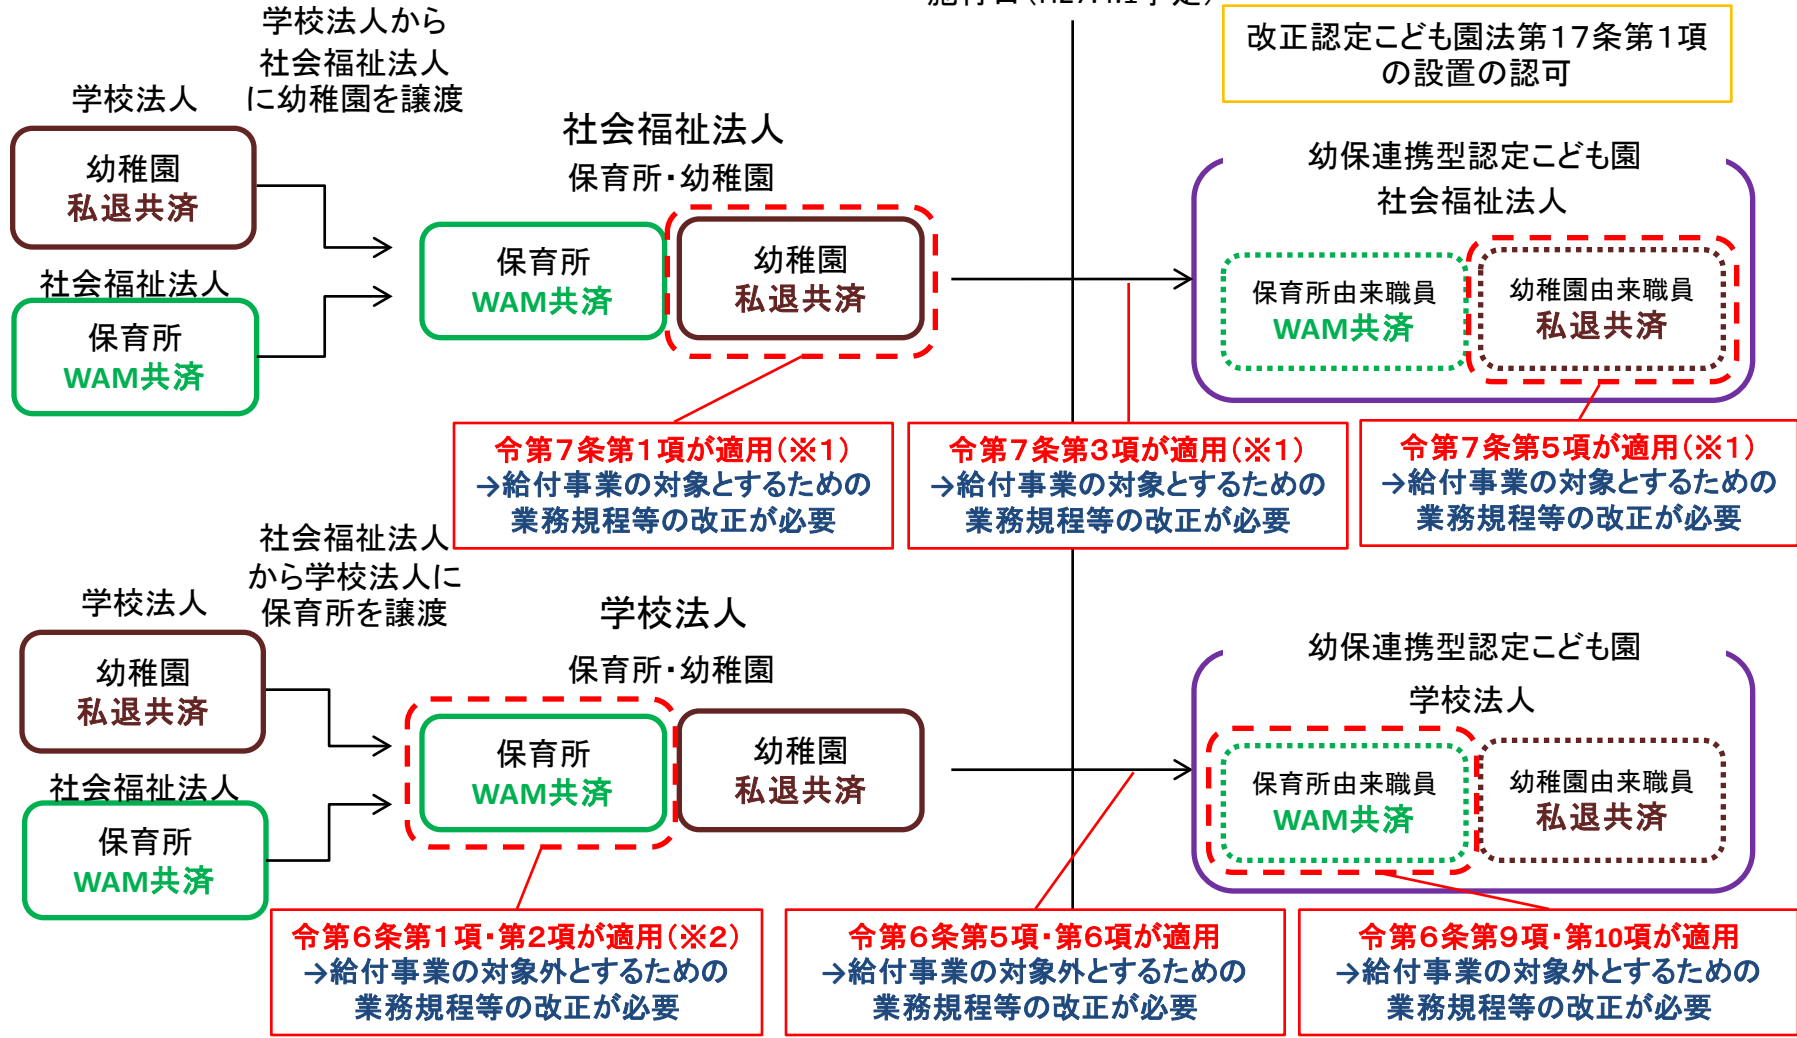 施行日（H27.4.1予定）
改正認定こども園法第１７条第１項
の設置の認可
学校法人から
社会福祉法人
に幼稚園を譲渡
学校法人
幼稚園
私退共済
社会福祉法人
保育所
WAM共済
社会福祉法人
保育所・幼稚園
保育所
WAM共済
幼稚園
私退共済
幼保連携型認定こども園
社会福祉法人
保育所由来職員
WAM共済
幼稚園由来職員
私退共済
令第７条第１項が適用（※１）
→給付事業の対象とするための
業務規程等の改正が必要
令第７条第３項が適用（※１）
→給付事業の対象とするための
業務規程等の改正が必要
令第７条第５項が適用（※１）
→給付事業の対象とするための
業務規程等の改正が必要
社会福祉法人
から学校法人に
保育所を譲渡
学校法人
幼稚園
私退共済
社会福祉法人
保育所
WAM共済
学校法人
保育所・幼稚園
保育所
WAM共済
幼稚園
私退共済
幼保連携型認定こども園
学校法人
保育所由来職員
WAM共済
幼稚園由来職員
私退共済
令第６条第１項・第２項が適用（※２）
→給付事業の対象外とするための
業務規程等の改正が必要
令第６条第５項・第６項が適用
→給付事業の対象外とするための
業務規程等の改正が必要
令第６条第９項・第10項が適用
→給付事業の対象外とするための
業務規程等の改正が必要